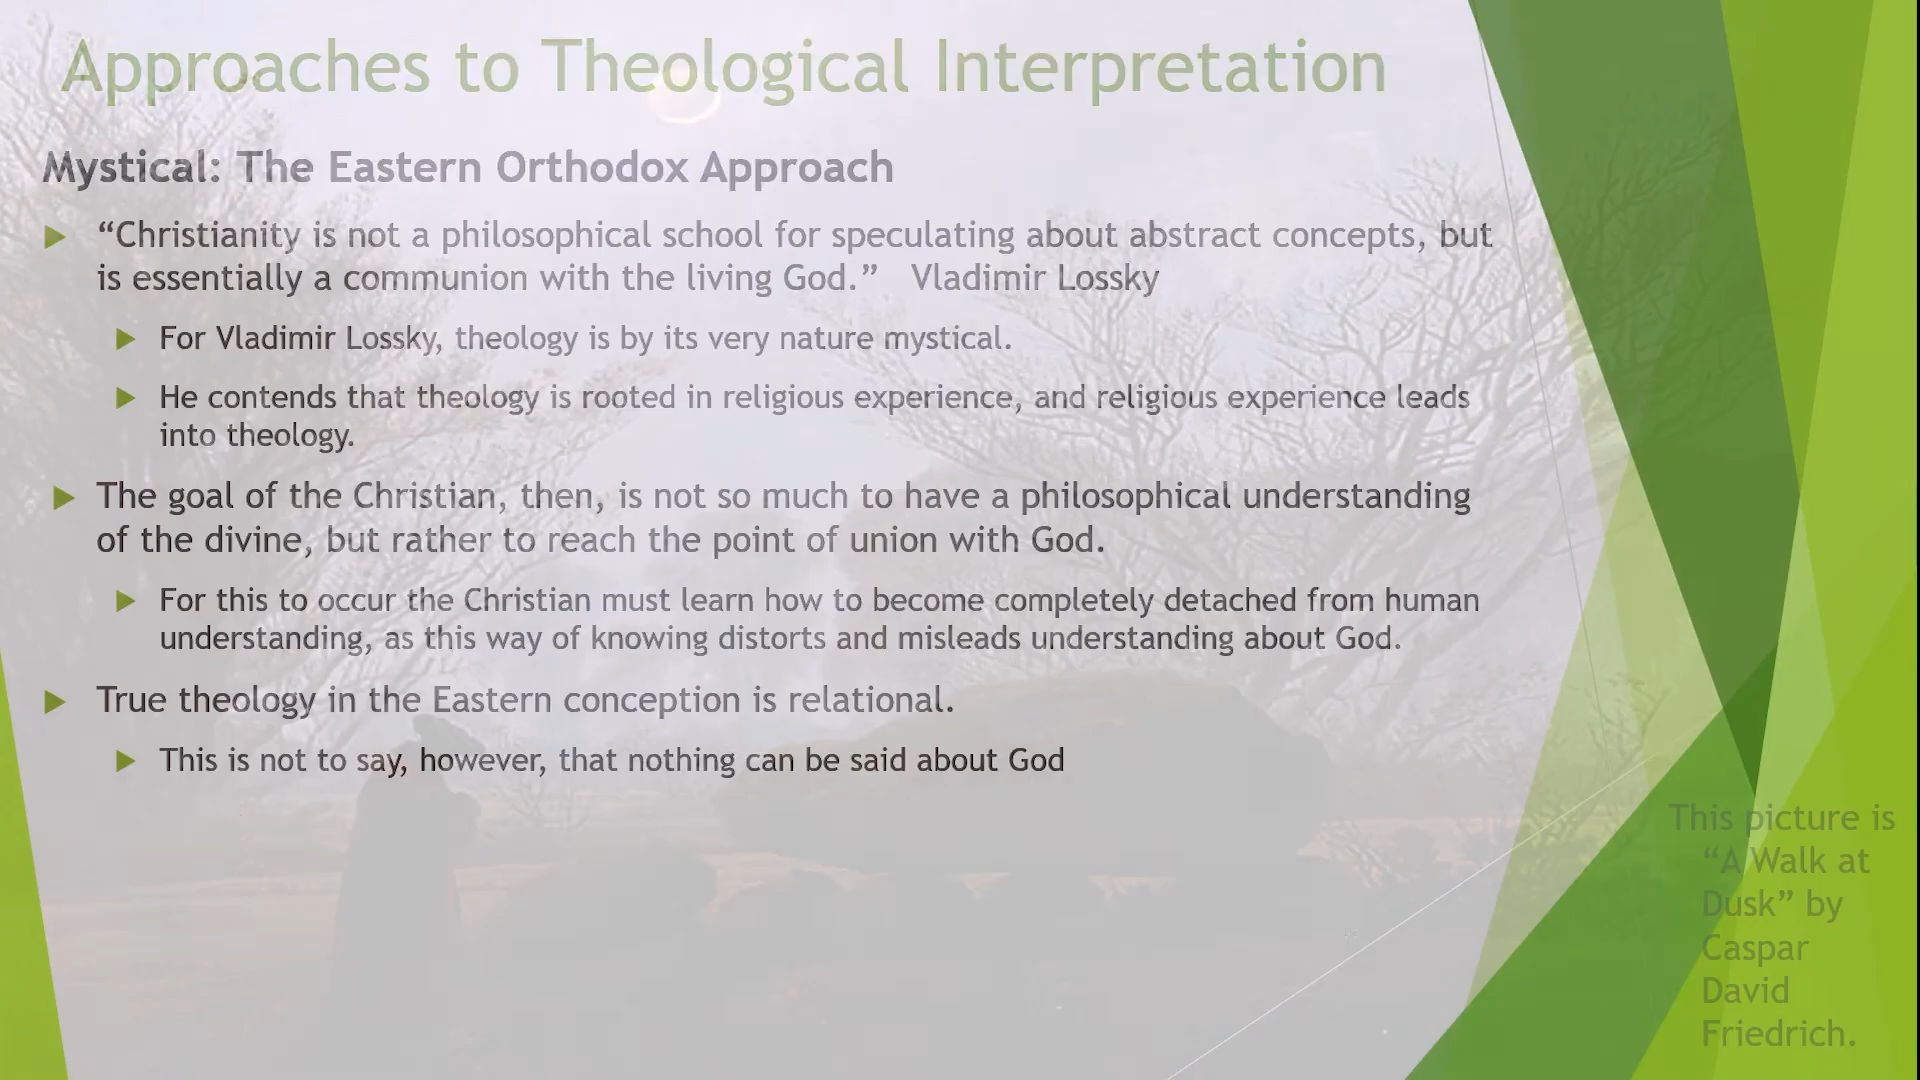 Approaches to Theological Interpretation
Mystical: The Eastern Orthodox Approach
“Christianity is not a philosophical school for speculating about abstract concepts, but
is essentially a communion with the living God.”   Vladimir Lossky
For Vladimir Lossky, theology is by its very nature mystical.
He contends that theology is rooted in religious experience, and religious experience leads
into theology.
The goal of the Christian, then, is not so much to have a philosophical understanding
of the divine, but rather to reach the point of union with God.
For this to occur the Christian must learn how to become completely detached from human
understanding, as this way of knowing distorts and misleads understanding about God.
True theology in the Eastern conception is relational.
This is not to say, however, that nothing can be said about God
This picture is
“A Walk at
Dusk” by
Caspar
David
Friedrich.